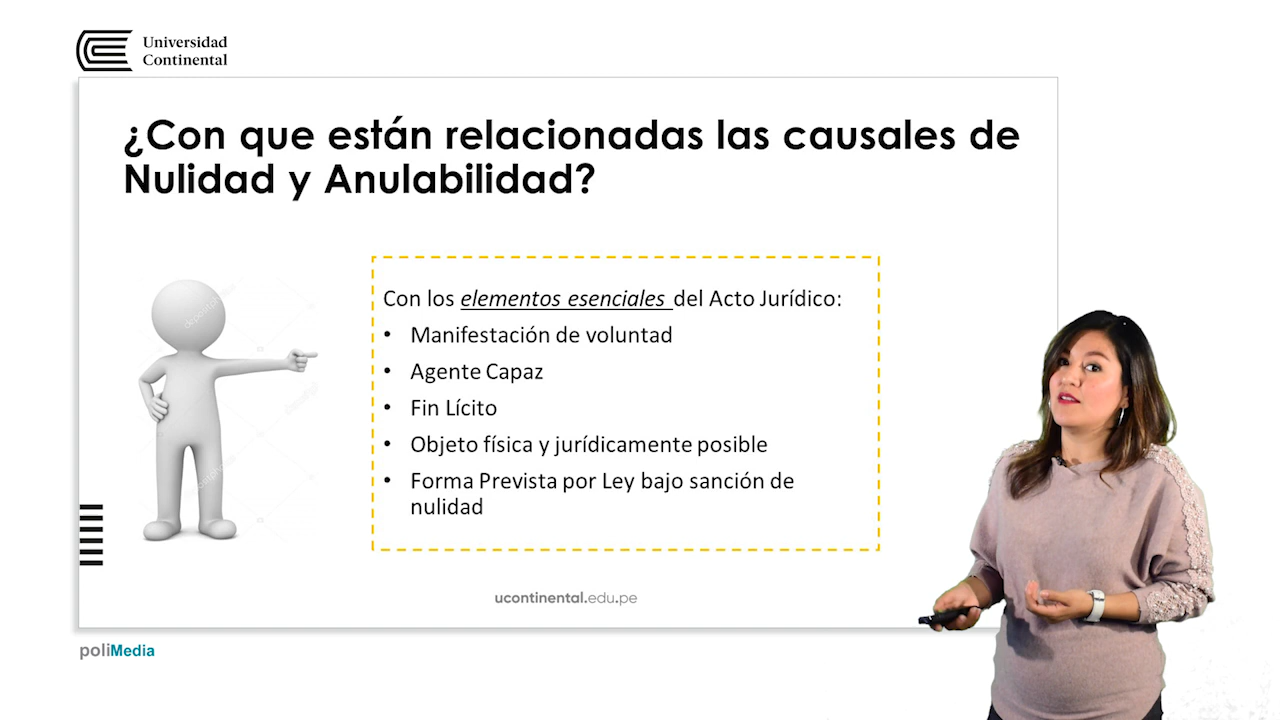 Universidad
Continental
¿Con que están relacionadas las causales de
Nulidad y Anulabilidad?
Con los elementos esenciales del Acto Jurídico:
• Manifestación de voluntad
• Agente Capaz
• Fin Lícito
• Objeto física y jurídicamente posible
• Forma Prevista por Ley bajo sanción de
nulidad
ucontinental.edu.pe
poliMedia